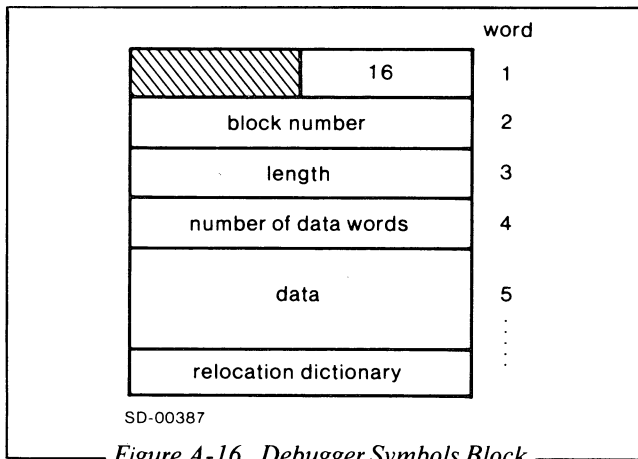 word
16 1
block number 2
length 3
number of data words 4
data 5
relocation dictionary
SD-00387
Figure A-16 Debugger Symbols Block